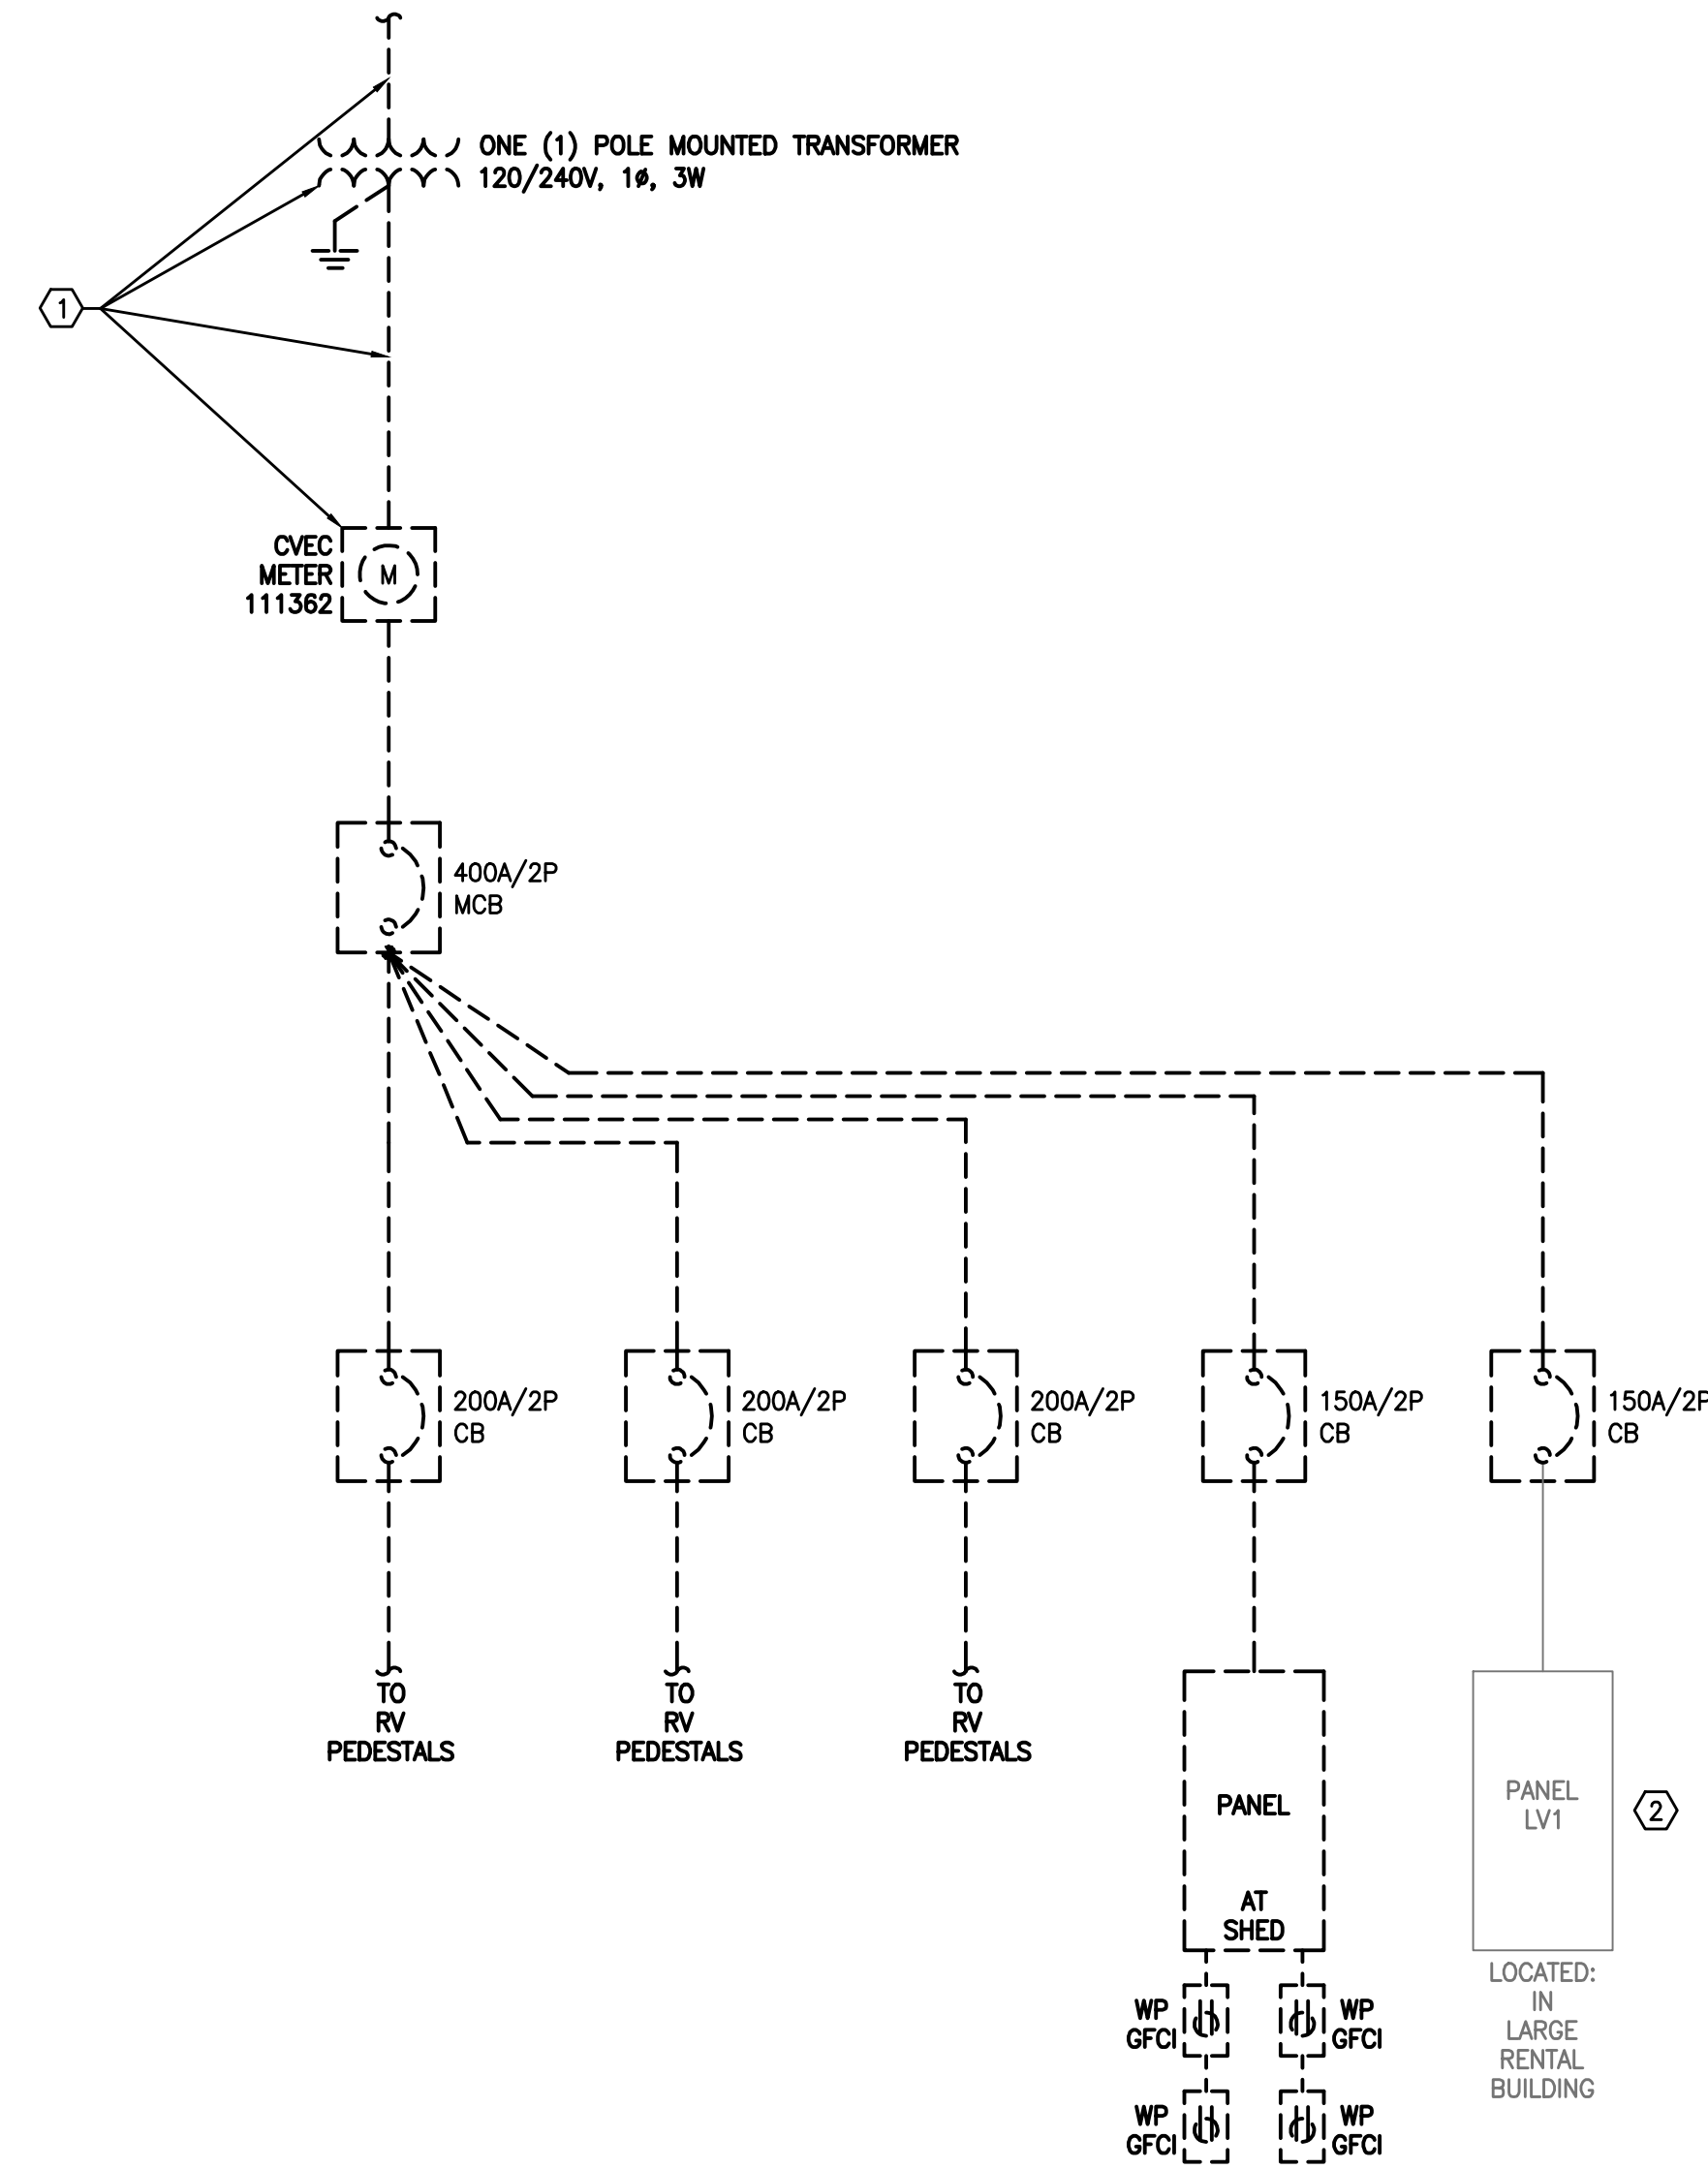 ONE (1) POLE MOUNTED TRANSFORMER
120/240V, 1ø, 3W
1
CVEC
METER
111362
M
400A/2P
MCB
200A/2P
CB
200A/2P
CB
200A/2P
CB
150A/2P
CB
150A/2P
CB
TO
RV
PEDESTALS
TO
RV
PEDESTALS
TO
RV
PEDESTALS
PANEL
AT
SHED
PANEL
LV1
2
LOCATED:
IN
LARGE
RENTAL
BUILDING
WP
GFCI
WP
GFCI
WP
GFCI
WP
GFCI